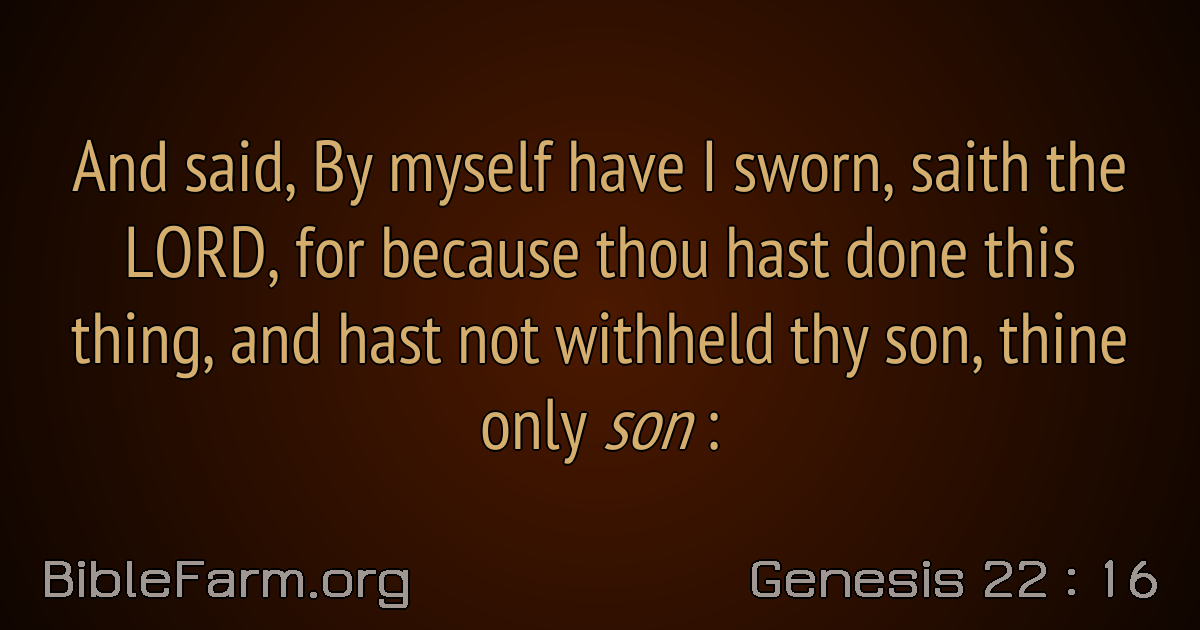 And said, By myself have I sworn, saith the
LORD, for because thou hast done this
thing, and hast not withheld thy son, thine
only son :
BibleFarm.org
Genesis 22 : 16